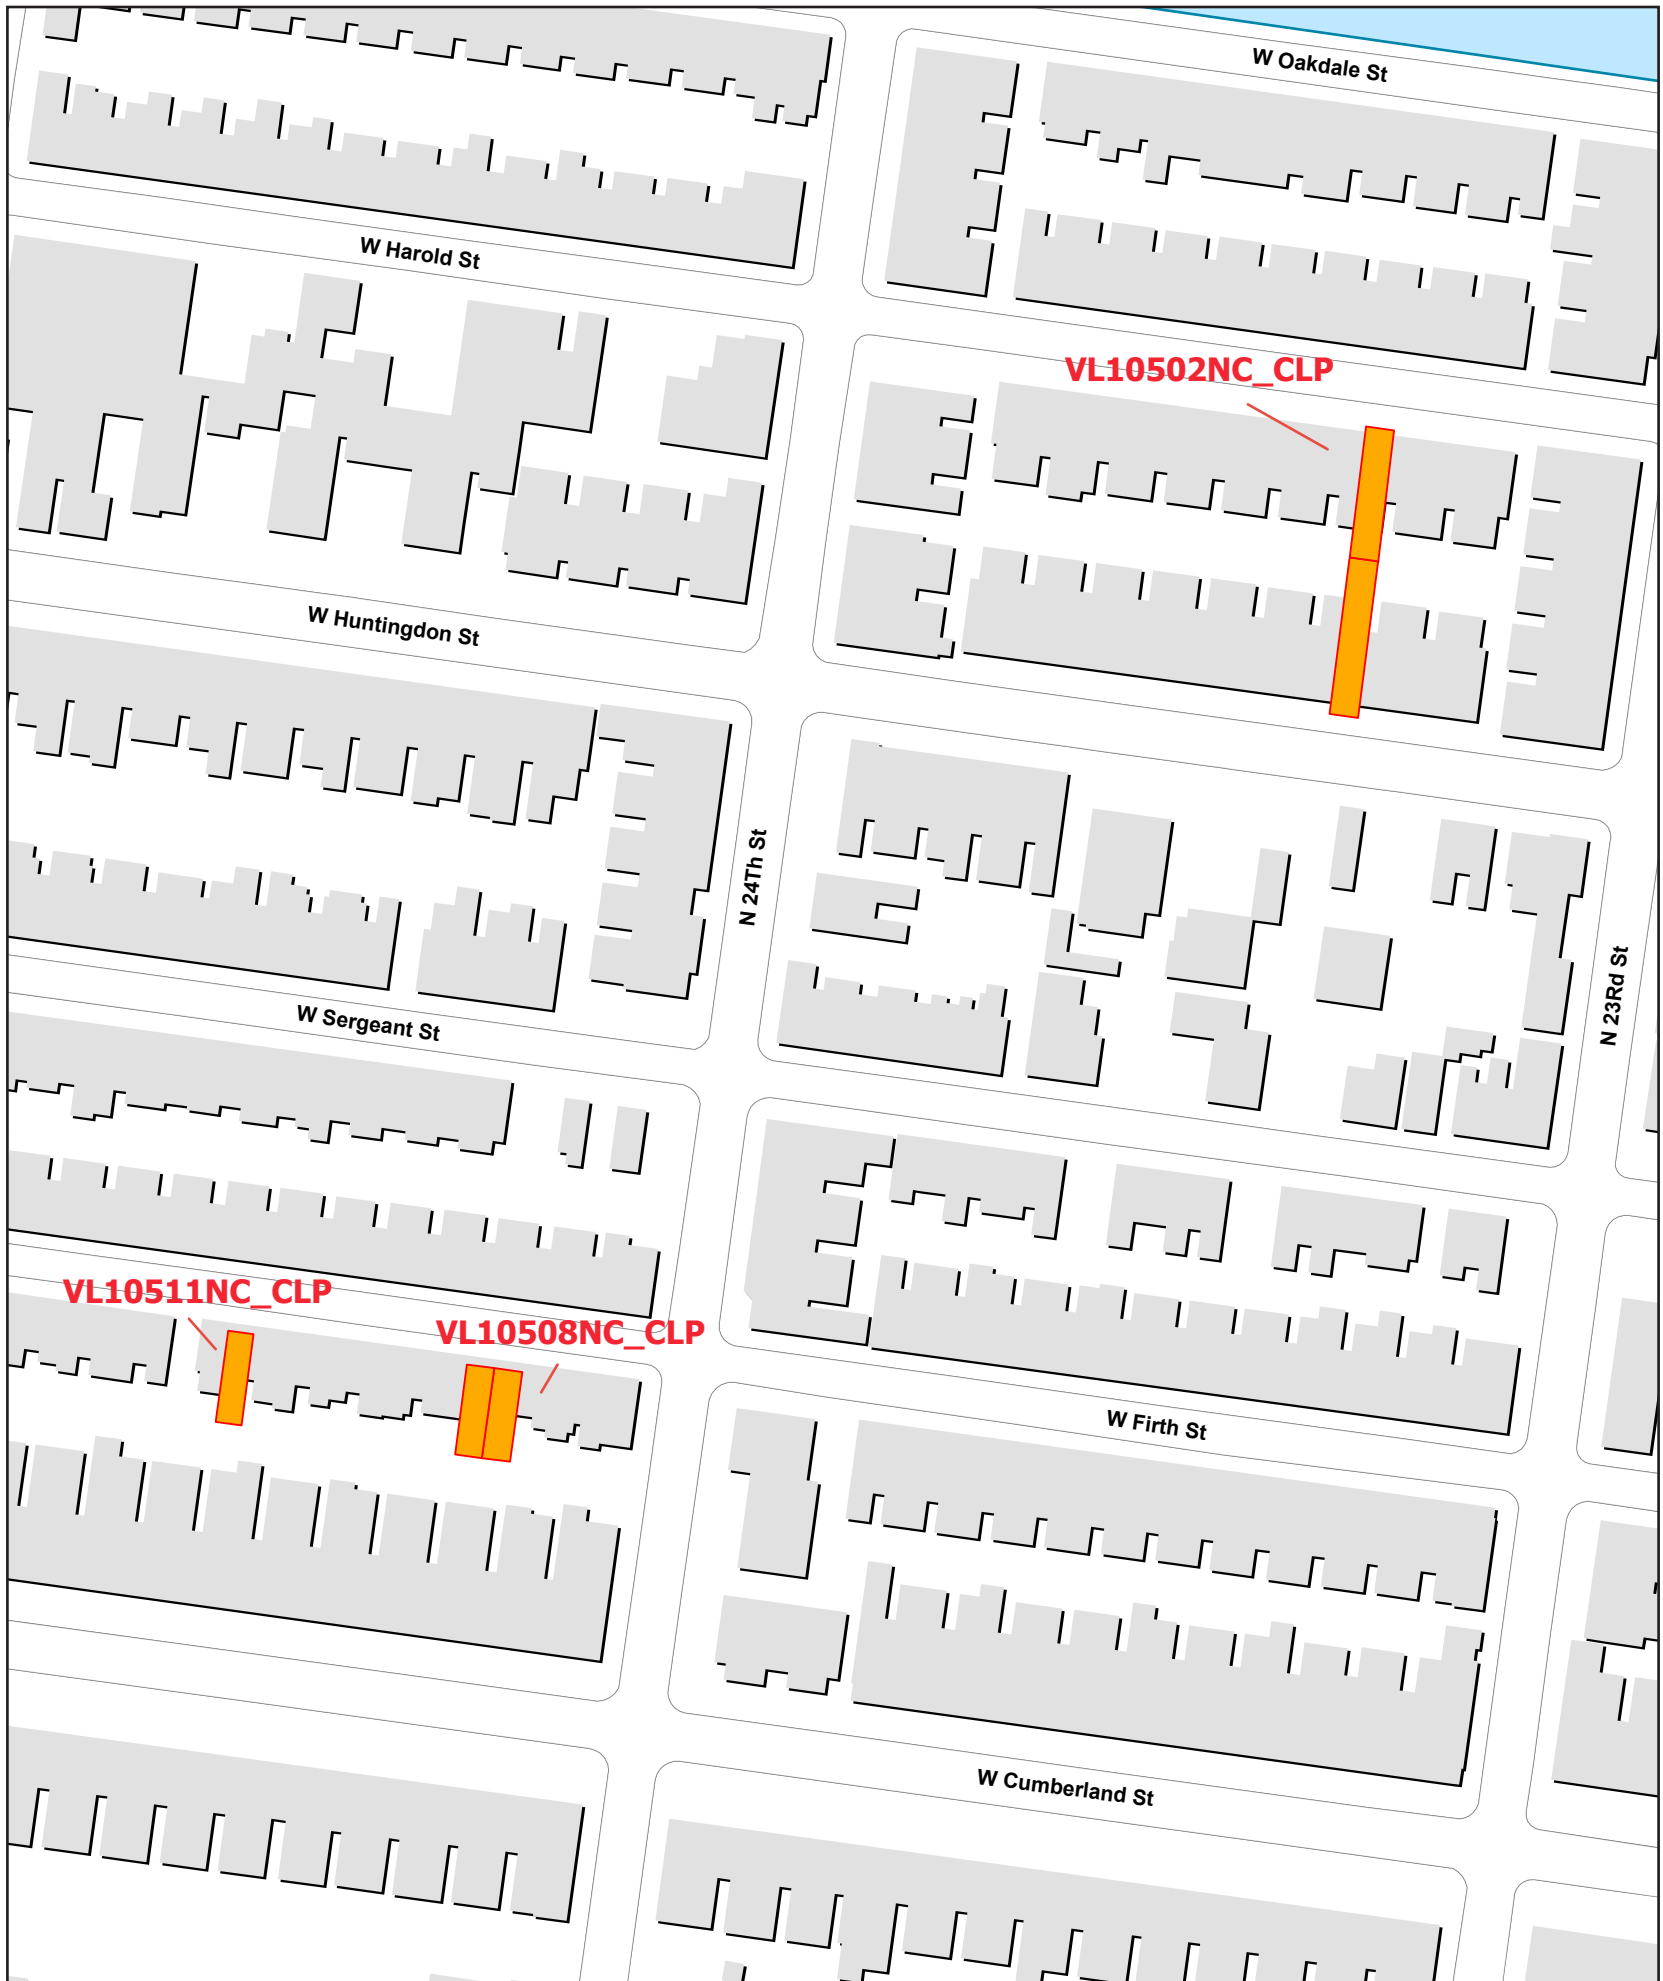 W Oakdale St
W Harold St
VL10502NC_CLP
W Huntingdon St
N 24Th St
N 23Rd St
W Sergeant St
VL10511NC_CLP
VL10508NC_CLP
W Firth St
W Cumberland St